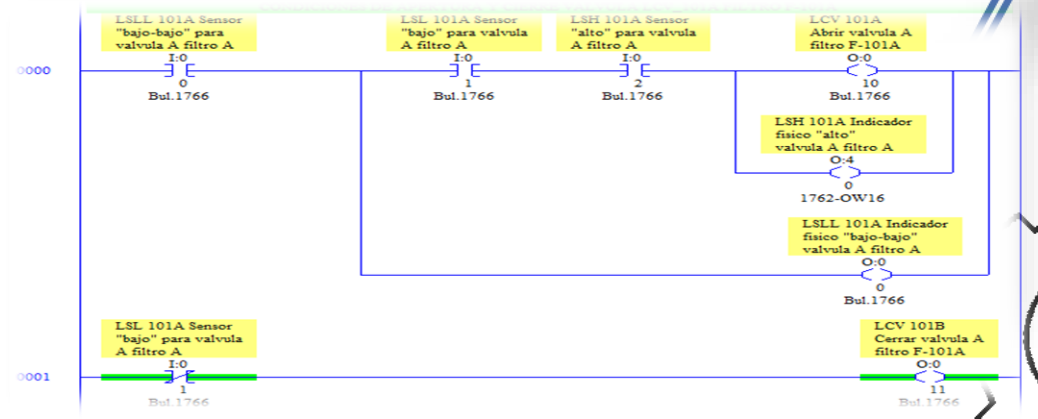 LSLL 101A Sensor
"bajo-bajo" para
valvula A filtro A
I:0
0
Bul.1766
LSL 101A Sensor
"bajo" para valvula
A filtro A
I:0
1
Bul.1766
LSH 101A Sensor
"alto" para valvula
A filtro A
I:0
2
Bul.1766
LCV 101A
Abrir valvula A
filtro F-101A
O:0
10
Bul.1766
0000
LSH 101A Indicador
fisico "alto"
valvula A filtro A
O:4
0
1762-OW16
LSLL 101A Indicador
fisico "bajo-bajo"
valvula A filtro A
O:0
0
Bul.1766
LSL 101A Sensor
"bajo" para valvula
A filtro A
I:0
1
Bul.1766
LCV 101B
Cerrar valvula A
filtro F-101A
O:0
11
Bul.1766
0001